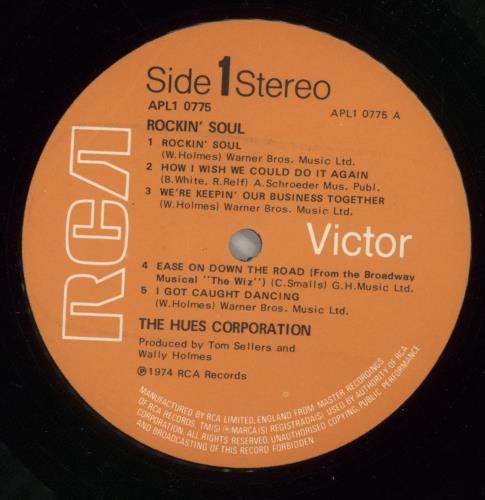 Side 1 Stereo
APL1 0775
APL1 0775 A
ROCKIN' SOUL
1 ROCKIN' SOUL
(W.Holmes) Warner Bros. Music Ltd.
2 HOW I WISH WE COULD DO IT AGAIN
(B.White, R.Relf) A.Schroeder Mus. Publ.
3 WE'RE KEEPIN' OUR BUSINESS TOGETHER
(W.Holmes) Warner Bros. Music Ltd.
RCA
Victor
4 EASE ON DOWN THE ROAD (From the Broadway
Musical "The Wiz") (C.Smalls) G.H.Music Ltd.
5 I GOT CAUGHT DANCING
(W.Holmes) Warner Bros. Music Ltd.
THE HUES CORPORATION
Produced by Tom Sellers and
Wally Holmes
℗1974 RCA Records
MANUFACTURED BY RCA LIMITED, ENGLAND FROM MASTER RECORDINGS
OF RCA RECORDS. TM(S) ® MARCA(S) REGISTRADA(S) USED BY AUTHORITY OF RCA
CORPORATION. ALL RIGHTS RESERVED. UNAUTHORISED COPYING, PUBLIC PERFORMANCE
AND BROADCASTING OF THIS RECORD FORBIDDEN